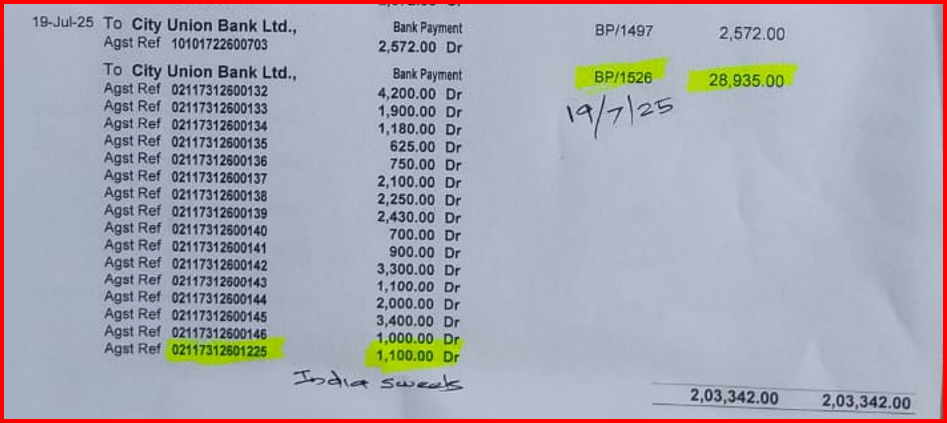 19-Jul-25 To City Union Bank Ltd., Bank Payment BP/1497 2,572.00
Agst Ref 10101722600703 2,572.00 Dr
To City Union Bank Ltd., Bank Payment BP/1526 28,935.00
Agst Ref 02117312600132 4,200.00 Dr
19/7/25
Agst Ref 02117312600133 1,900.00 Dr
Agst Ref 02117312600134 1,180.00 Dr
Agst Ref 02117312600135 625.00 Dr
Agst Ref 02117312600136 750.00 Dr
Agst Ref 02117312600137 2,100.00 Dr
Agst Ref 02117312600138 2,250.00 Dr
Agst Ref 02117312600139 2,430.00 Dr
Agst Ref 02117312600140 700.00 Dr
Agst Ref 02117312600141 900.00 Dr
Agst Ref 02117312600142 3,300.00 Dr
Agst Ref 02117312600143 1,100.00 Dr
Agst Ref 02117312600144 2,000.00 Dr
Agst Ref 02117312600145 3,400.00 Dr
Agst Ref 02117312600146 1,000.00 Dr
Agst Ref 02117312601225 1,100.00 Dr
India sweets
2,03,342.00 2,03,342.00